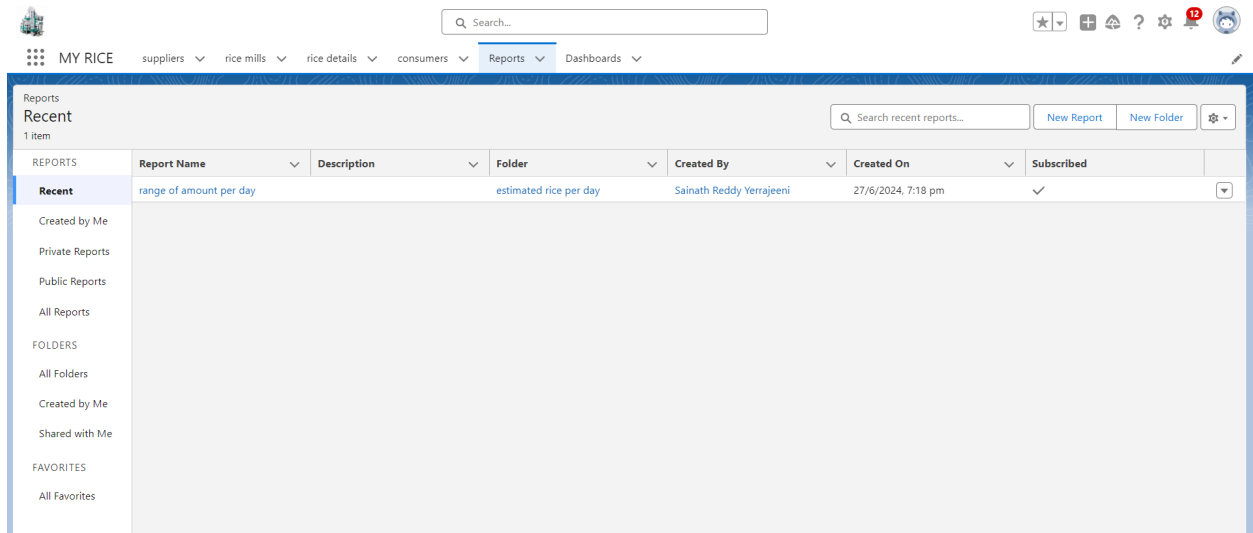 Search...
12
MY RICE suppliers rice mills rice details consumers Reports Dashboards
Reports
Recent
1 item
Search recent reports...
New Report
New Folder
REPORTS
Recent
Created by Me
Private Reports
Public Reports
All Reports
FOLDERS
All Folders
Created by Me
Shared with Me
FAVORITES
All Favorites
Report Name Description Folder Created By Created On Subscribed
range of amount per day estimated rice per day Sainath Reddy Yerrajeeni 27/6/2024, 7:18 pm